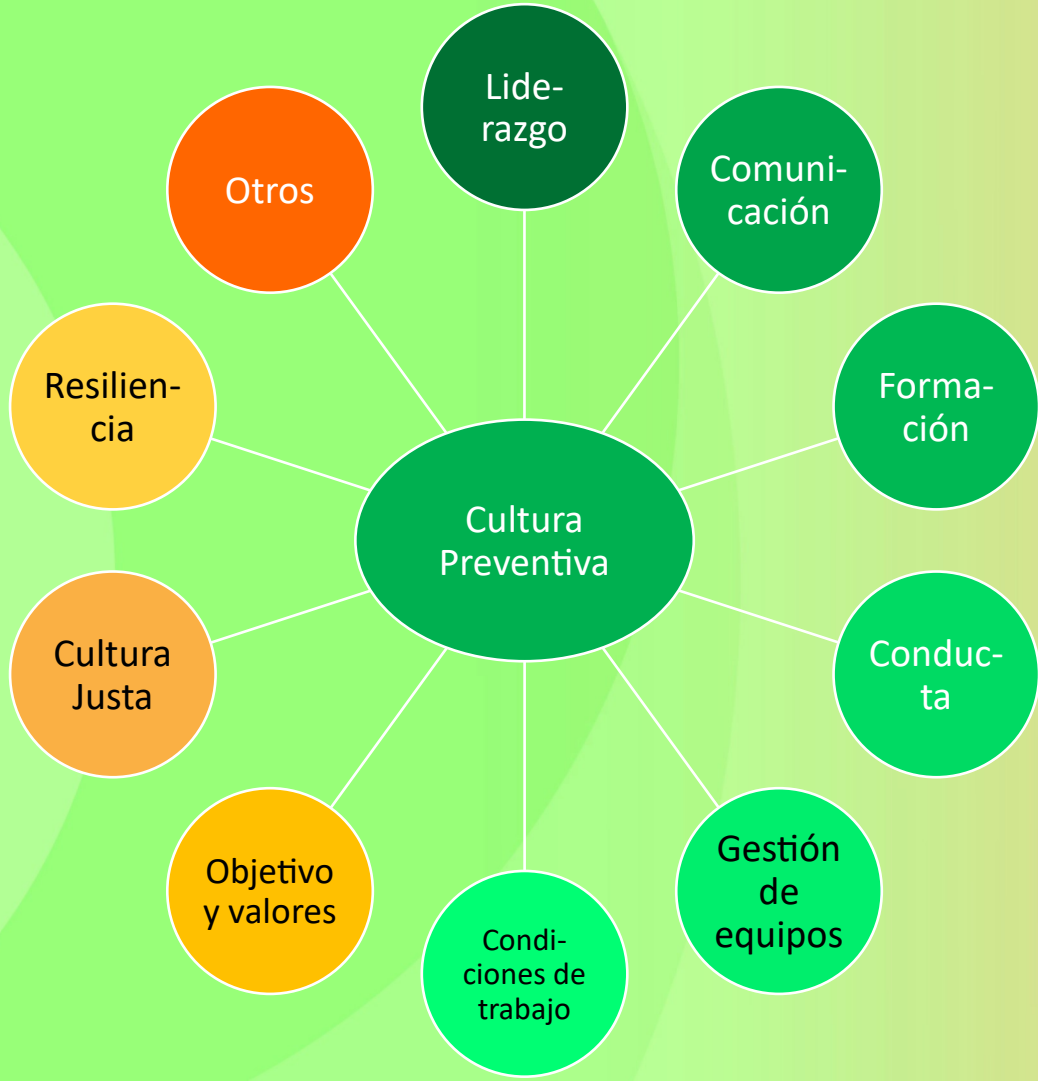 Lide-
razgo
Comuni-
cación
Forma-
ción
Conduc-
ta
Gestión
de
equipos
Condi-
ciones de
trabajo
Objetivo
y valores
Cultura
Justa
Resilien-
cia
Otros
Cultura
Preventiva